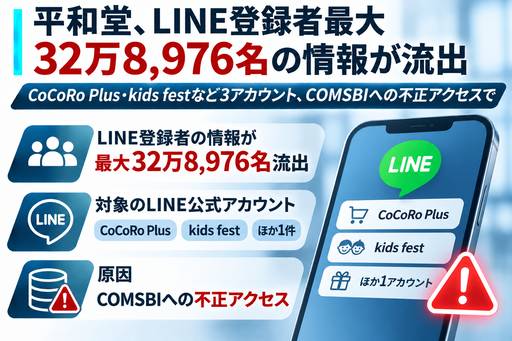 平和堂、LINE登録者最大
32万8,976名の情報が流出
CoCoRo Plus・kids festなど3アカウント、COMSBIへの不正アクセスで
LINE登録者の情報が
最大32万8,976名流出
LINE
対象のLINE公式アカウント
CoCoRo Plus
kids fest
ほか1件
原因
COMSBIへの不正アクセス
LINE
CoCoRo Plus
kids fest
ほか1アカウント